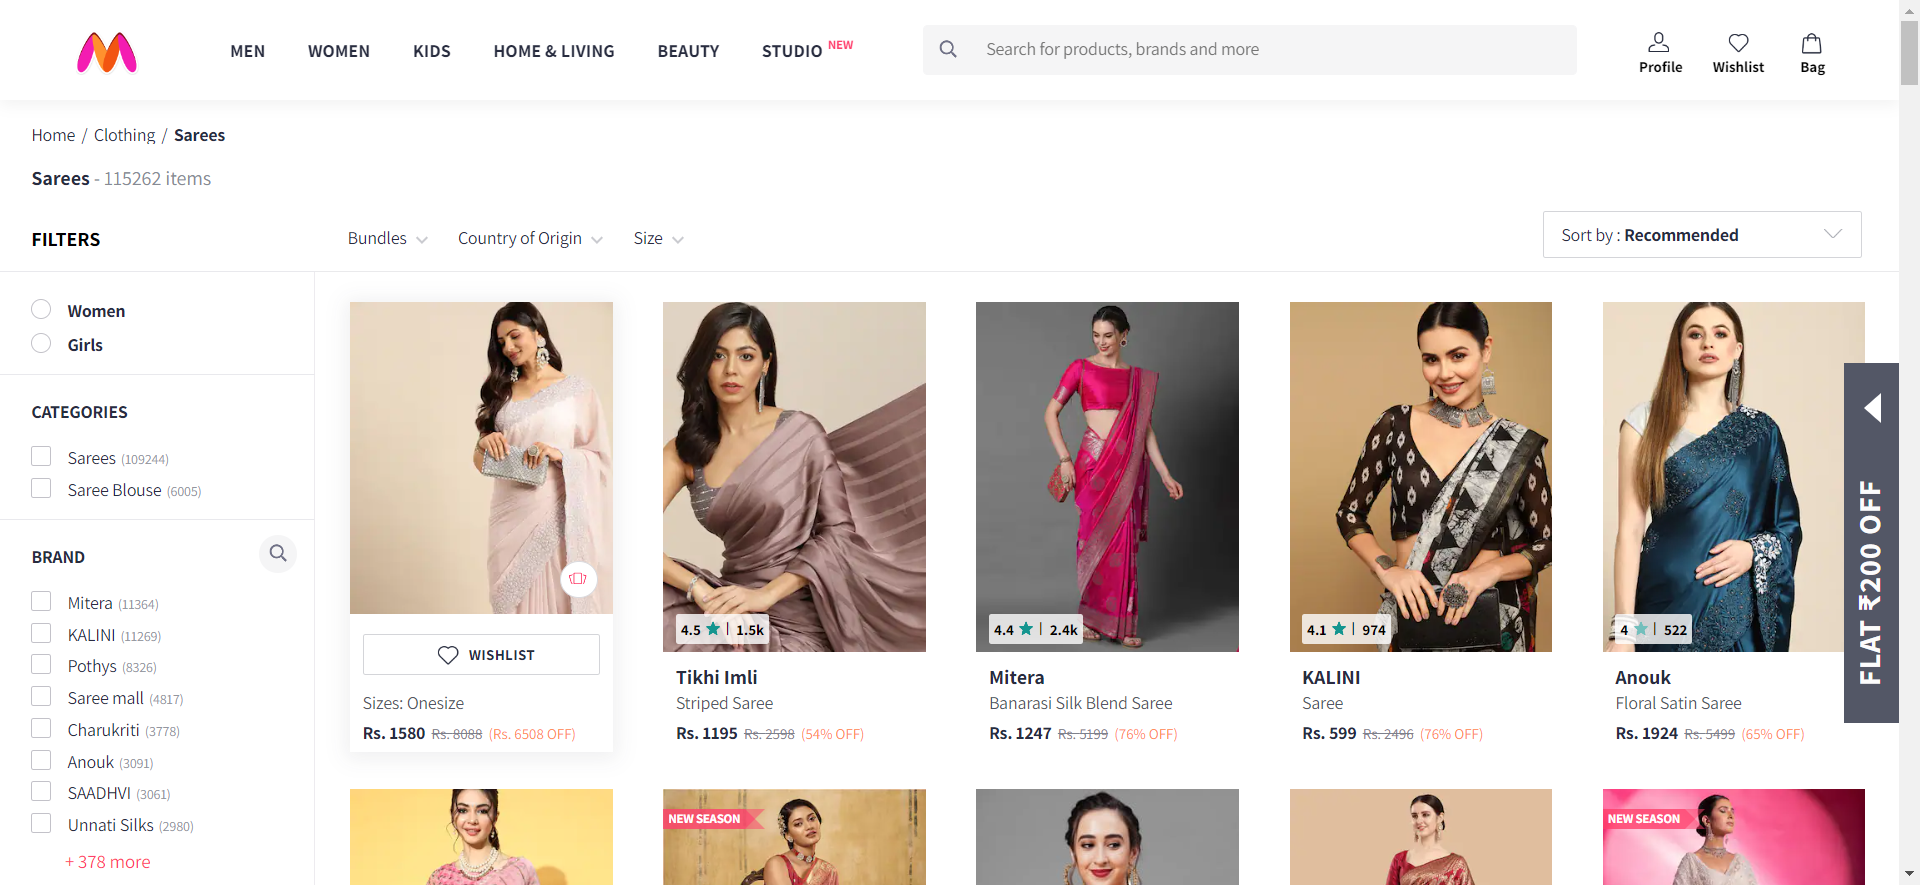 MEN
WOMEN
KIDS
HOME & LIVING
BEAUTY
STUDIO NEW
Search for products, brands and more
Profile
Wishlist
Bag
Home / Clothing / Sarees
Sarees - 115262 items
FILTERS
Bundles
Country of Origin
Size
Sort by : Recommended
Women
Girls
CATEGORIES
Sarees (109244)
Saree Blouse (6005)
BRAND
Mitera (11364)
KALINI (11269)
Pothys (8326)
Saree mall (4817)
Charukriti (3778)
Anouk (3091)
SAADHVI (3061)
Unnati Silks (2980)
+ 378 more
WISHLIST
Sizes: Onesize
Rs. 1580 Rs. 8088 (Rs. 6508 OFF)
4.5 | 1.5k
Tikhi Imli
Striped Saree
Rs. 1195 Rs. 2598 (54% OFF)
4.4 | 2.4k
Mitera
Banarasi Silk Blend Saree
Rs. 1247 Rs. 5199 (76% OFF)
4.1 | 974
KALINI
Saree
Rs. 599 Rs. 2496 (76% OFF)
4 | 522
Anouk
Floral Satin Saree
Rs. 1924 Rs. 5499 (65% OFF)
FLAT ₹200 OFF
NEW SEASON
NEW SEASON